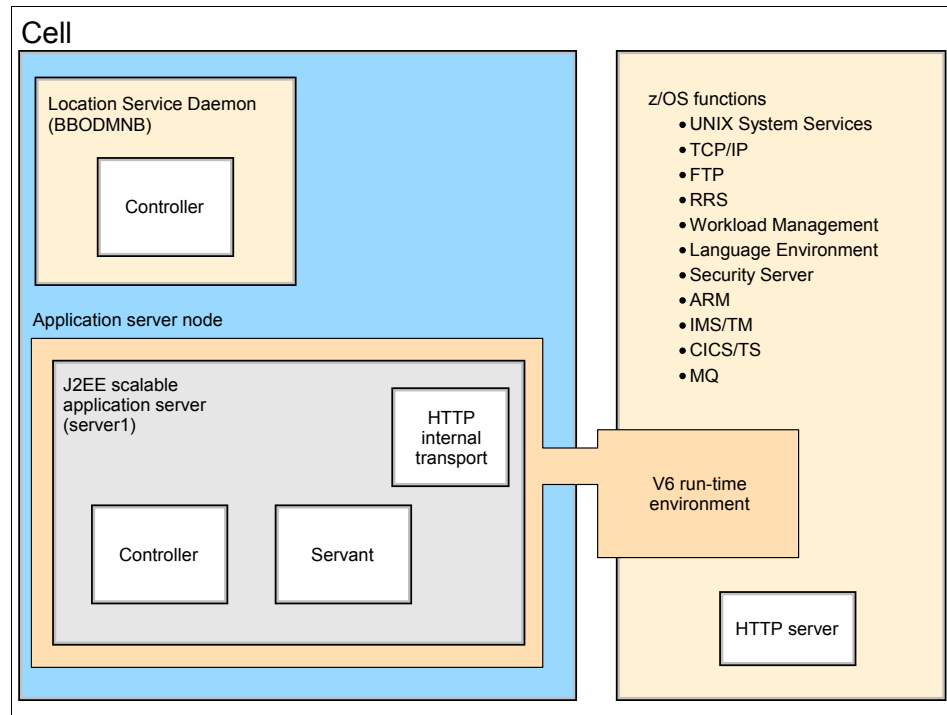 Cell
Location Service Daemon
(BBODMNB)
Controller
Application server node
J2EE scalable
application server
(server1)
HTTP
internal
transport
Controller
Servant
z/OS functions
• UNIX System Services
• TCP/IP
• FTP
• RRS
• Workload Management
• Language Environment
• Security Server
• ARM
• IMS/TM
• CICS/TS
• MQ
V6 run-time
environment
HTTP server